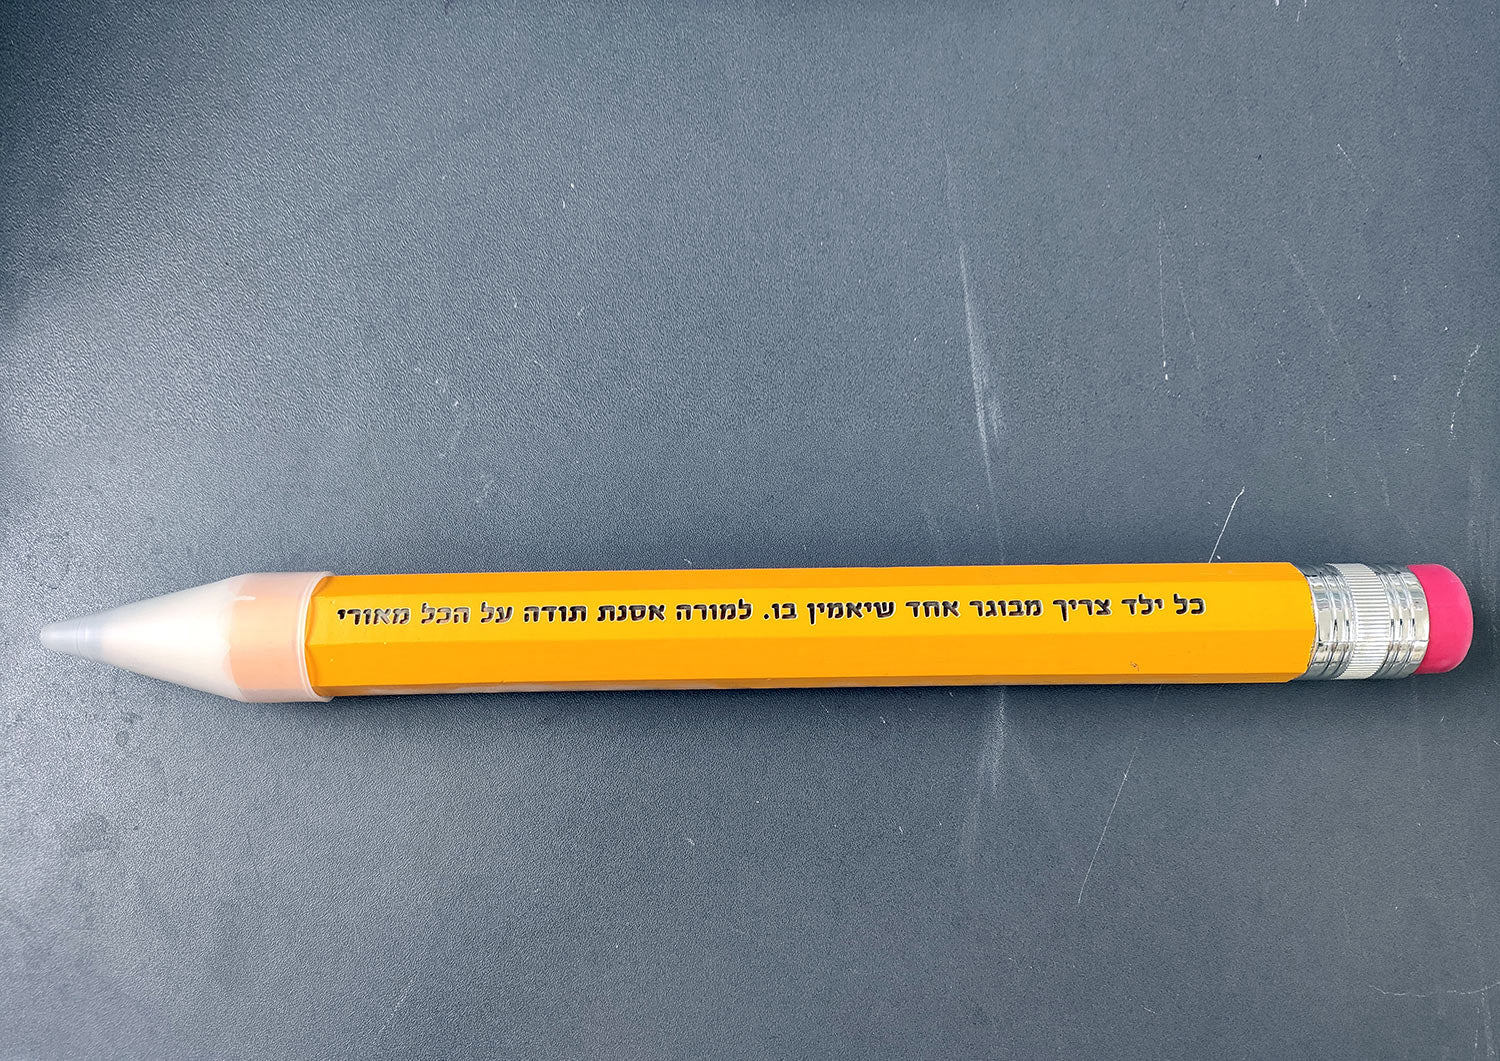 כל ילד צריך מבוגר אחד שיאמין בו. למורה אסנת תודה על הכל מאורי